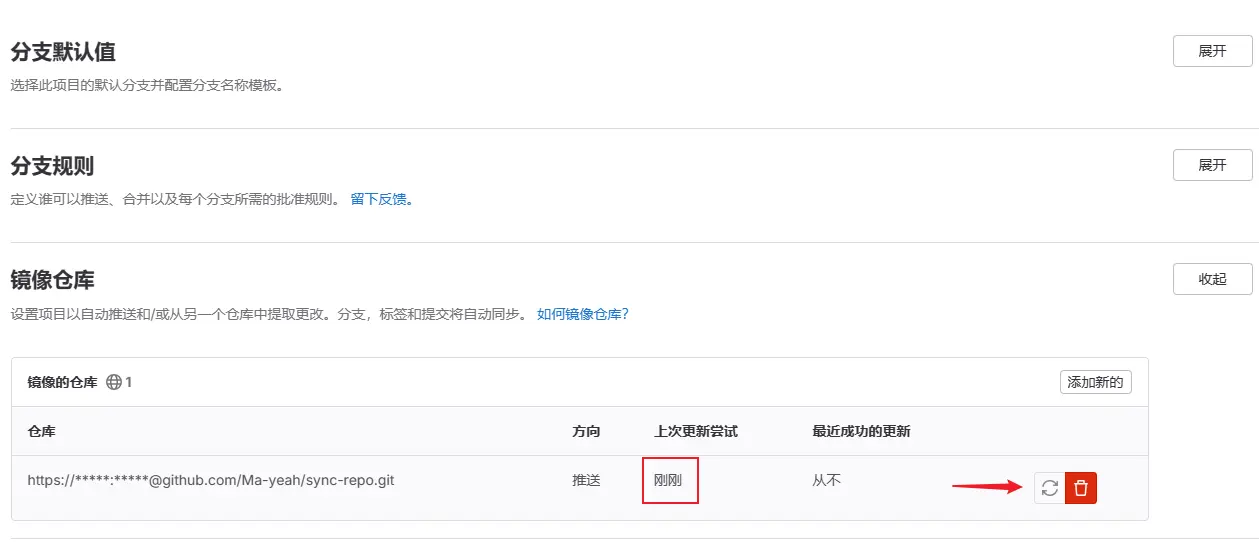 分支默认值
展开
选择此项目的默认分支并配置分支名称模板。
分支规则
展开
定义谁可以推送、合并以及每个分支所需的批准规则。 留下反馈。
镜像仓库
收起
设置项目以自动推送和/或从另一个仓库中提取更改。分支，标签和提交将自动同步。 如何镜像仓库?
镜像的仓库 1
添加新的
仓库 方向 上次更新尝试 最近成功的更新
https://*****:*****@github.com/Ma-yeah/sync-repo.git 推送 刚刚 从不